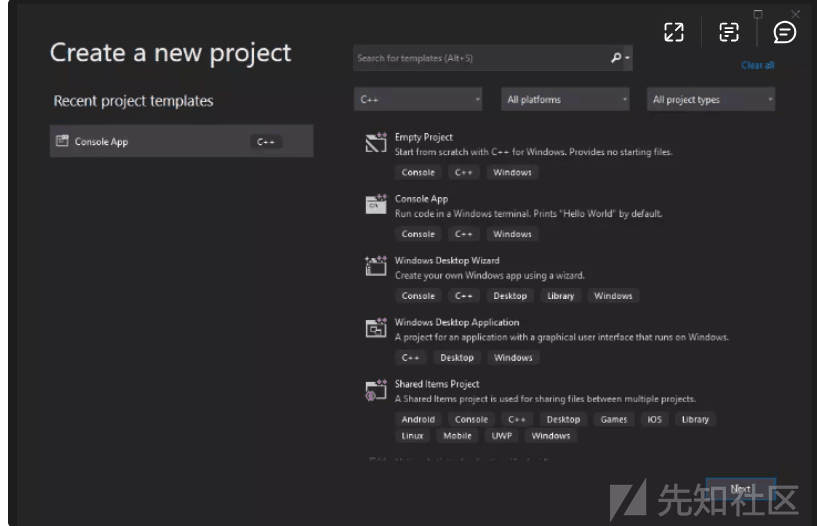 Create a new project
Search for templates (Alt+S)
Clear all
Recent project templates
C++
All platforms
All project types
Console App
C++
Empty Project
Start from scratch with C++ for Windows. Provides no starting files.
Console
C++
Windows
Console App
Run code in a Windows terminal. Prints "Hello World" by default.
Console
C++
Windows
Windows Desktop Wizard
Create your own Windows app using a wizard.
Console
C++
Desktop
Library
Windows
Windows Desktop Application
A project for an application with a graphical user interface that runs on Windows.
C++
Desktop
Windows
Shared Items Project
A Shared Items project is used for sharing files between multiple projects.
Android
Console
C++
Desktop
Games
iOS
Library
Linux
Mobile
UWP
Windows
Next
先知社区